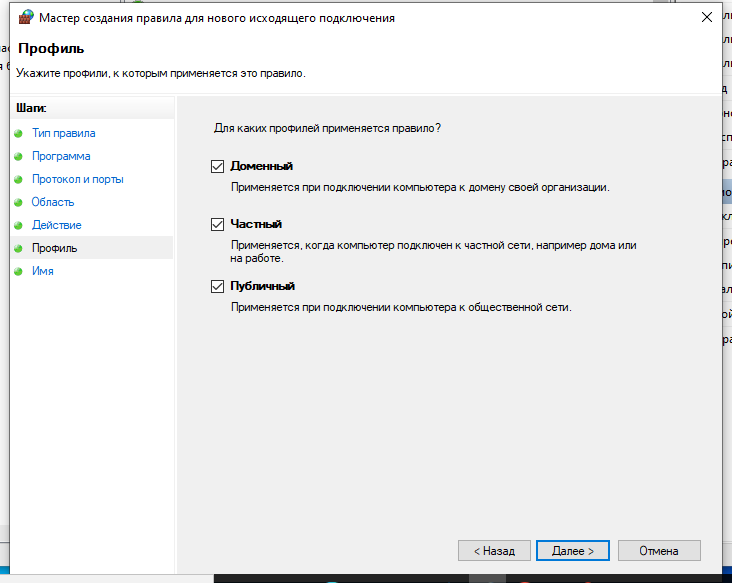 Мастер создания правила для нового исходящего подключения
Профиль
Укажите профили, к которым применяется это правило.
Шаги:
Тип правила
Программа
Протокол и порты
Область
Действие
Профиль
Имя
Для каких профилей применяется правило?
Доменный
Применяется при подключении компьютера к домену своей организации.
Частный
Применяется, когда компьютер подключен к частной сети, например дома или
на работе.
Публичный
Применяется при подключении компьютера к общественной сети.
< Назад
Далее >
Отмена